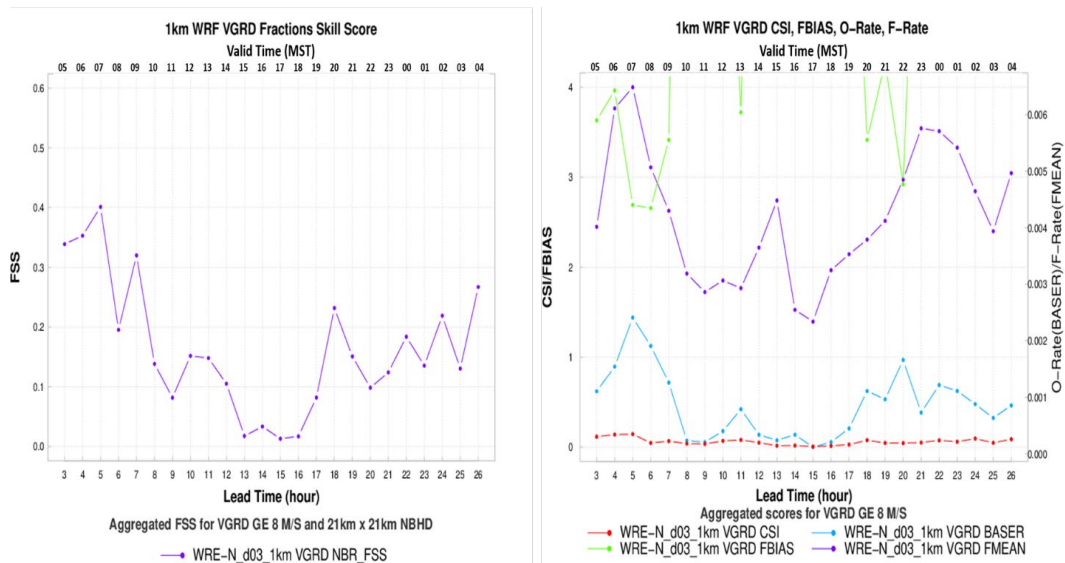 1km WRF VGRD Fractions Skill Score
Valid Time (MST)
05 06 07 08 09 10 11 12 13 14 15 16 17 18 19 20 21 22 23 00 01 02 03 04
0.6
0.5
0.4
0.3
0.2
0.1
0.0
FSS
3 4 5 6 7 8 9 10 11 12 13 14 15 16 17 18 19 20 21 22 23 24 25 26
Lead Time (hour)
Aggregated FSS for VGRD GE 8 M/S and 21km x 21km NBHD
WRE-N_d03_1km VGRD NBR_FSS
1km WRF VGRD CSI, FBIAS, O-Rate, F-Rate
Valid Time (MST)
05 06 07 08 09 10 11 12 13 14 15 16 17 18 19 20 21 22 23 00 01 02 03 04
4
3
2
1
0
CSI/FBIAS
0.006
0.005
0.004
0.003
0.002
0.001
0.000
O-Rate(BASER)/F-Rate(FMEAN)
3 4 5 6 7 8 9 10 11 12 13 14 15 16 17 18 19 20 21 22 23 24 25 26
Lead Time (hour)
Aggregated scores for VGRD GE 8 M/S
WRE-N_d03_1km VGRD CSI
WRE-N_d03_1km VGRD FBIAS
WRE-N_d03_1km VGRD BASER
WRE-N_d03_1km VGRD FMEAN